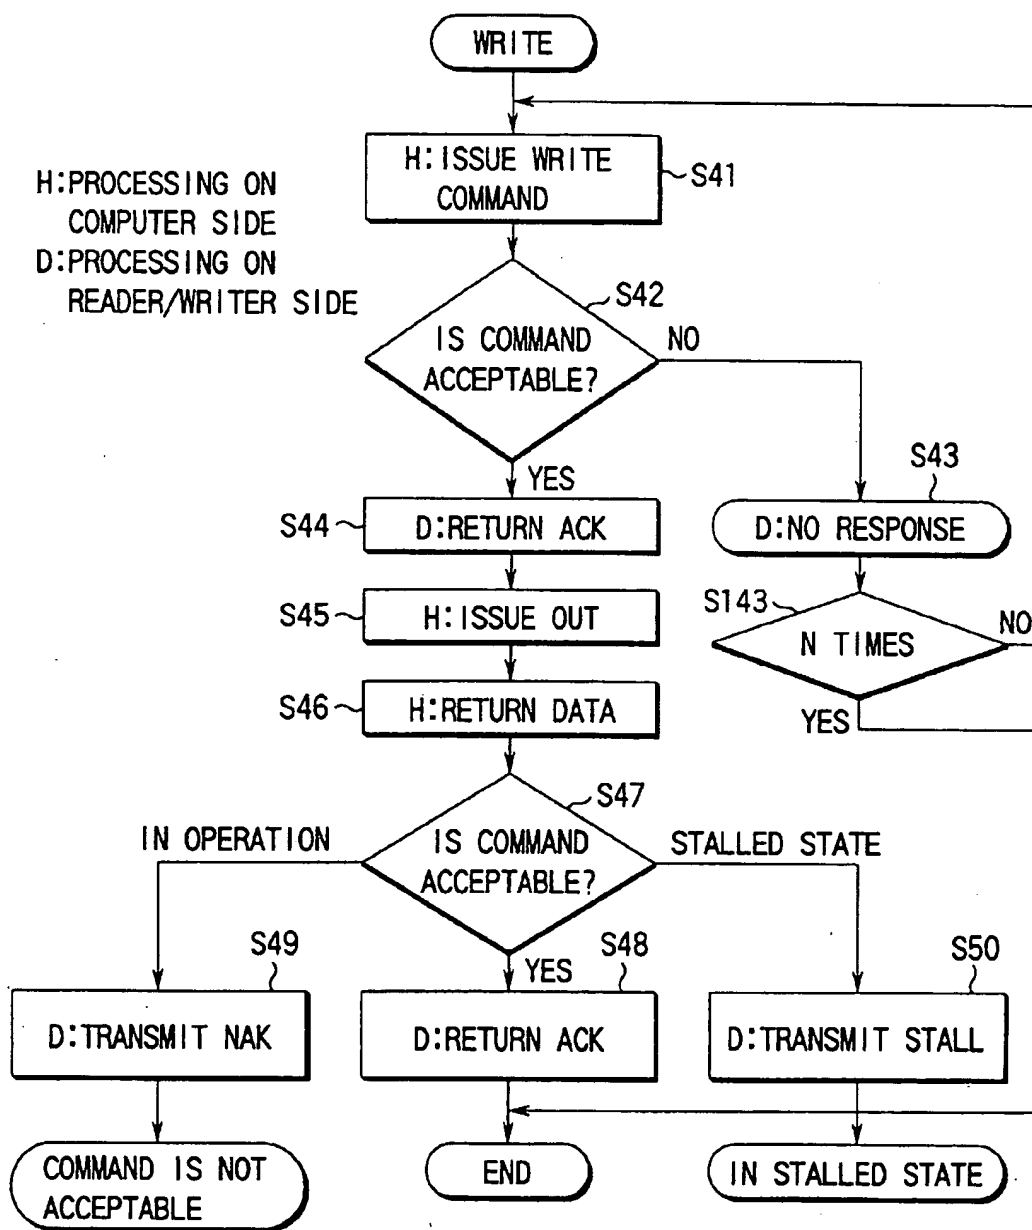 WRITE
H:ISSUE WRITE
COMMAND
S41
H:PROCESSING ON
COMPUTER SIDE
D:PROCESSING ON
READER/WRITER SIDE
S42
IS COMMAND
ACCEPTABLE?
NO
YES
S43
D:NO RESPONSE
S44
D:RETURN ACK
S45
H:ISSUE OUT
S143
N TIMES
NO
YES
S46
H:RETURN DATA
S47
IS COMMAND
ACCEPTABLE?
IN OPERATION
STALLED STATE
YES
S49
D:TRANSMIT NAK
S48
D:RETURN ACK
S50
D:TRANSMIT STALL
COMMAND IS NOT
ACCEPTABLE
END
IN STALLED STATE